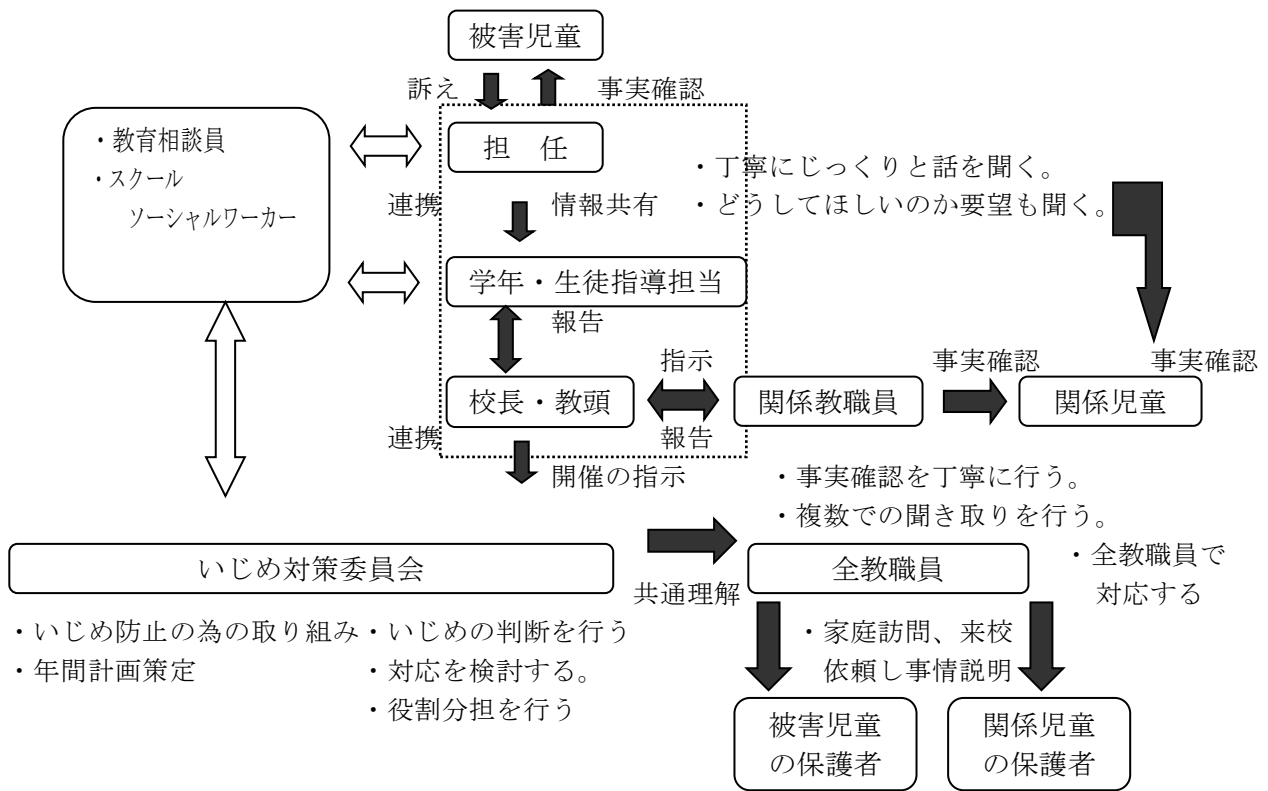 被害児童
訴え
事実確認
・教育相談員
・スクール
ソーシャルワーカー
担　任
・丁寧にじっくりと話を聞く。
連携
情報共有
・どうしてほしいのか要望も聞く。
学年・生徒指導担当
報告
指示
事実確認
事実確認
校長・教頭
関係教職員
関係児童
連携
報告
開催の指示
・事実確認を丁寧に行う。
・複数での聞き取りを行う。
いじめ対策委員会
共通理解
全教職員
・全教職員で
対応する
・いじめ防止の為の取り組み
・年間計画策定
・いじめの判断を行う
・対応を検討する。
・役割分担を行う
・家庭訪問、来校
依頼し事情説明
被害児童
の保護者
関係児童
の保護者